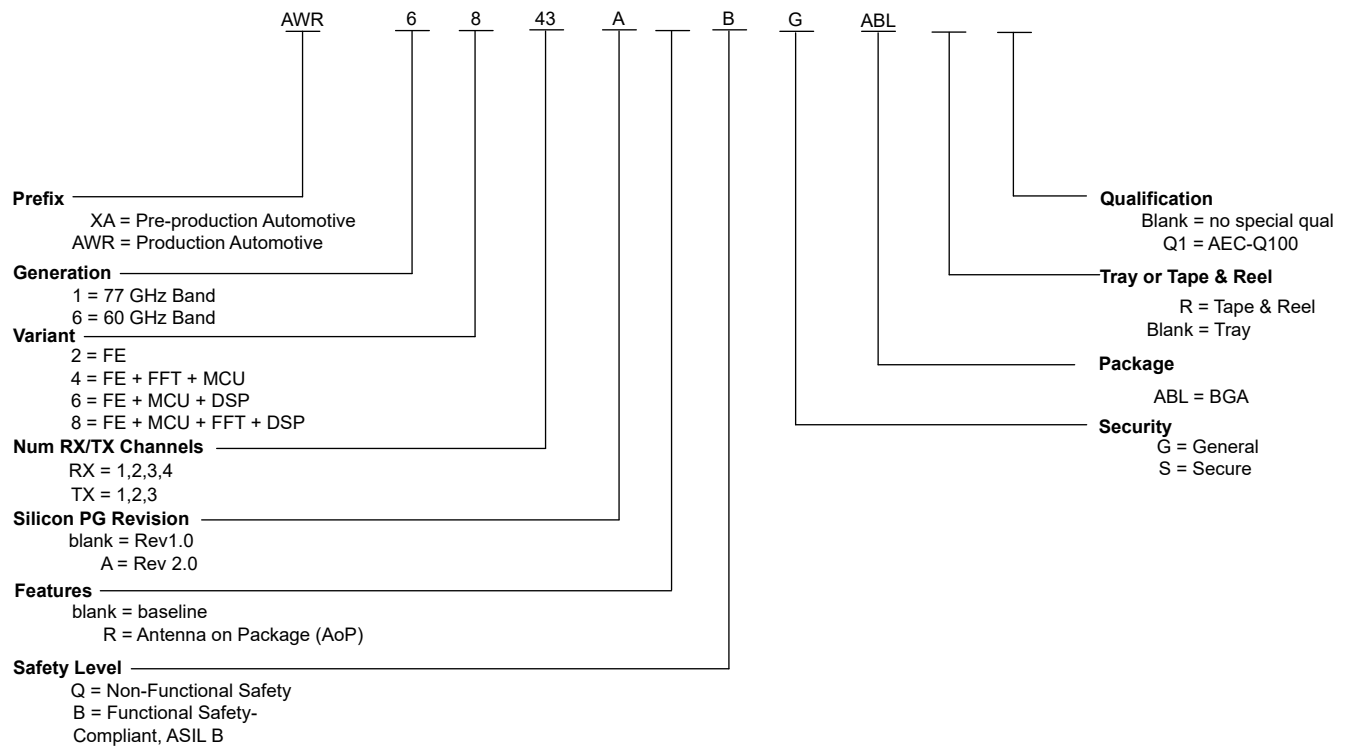 AWR 6 8 43 A B G ABL
Prefix
XA = Pre-production Automotive
AWR = Production Automotive
Generation
1 = 77 GHz Band
6 = 60 GHz Band
Variant
2 = FE
4 = FE + FFT + MCU
6 = FE + MCU + DSP
8 = FE + MCU + FFT + DSP
Num RX/TX Channels
RX = 1,2,3,4
TX = 1,2,3
Silicon PG Revision
blank = Rev1.0
A = Rev 2.0
Features
blank = baseline
R = Antenna on Package (AoP)
Safety Level
Q = Non-Functional Safety
B = Functional Safety-
Compliant, ASIL B
Qualification
Blank = no special qual
Q1 = AEC-Q100
Tray or Tape & Reel
R = Tape & Reel
Blank = Tray
Package
ABL = BGA
Security
G = General
S = Secure